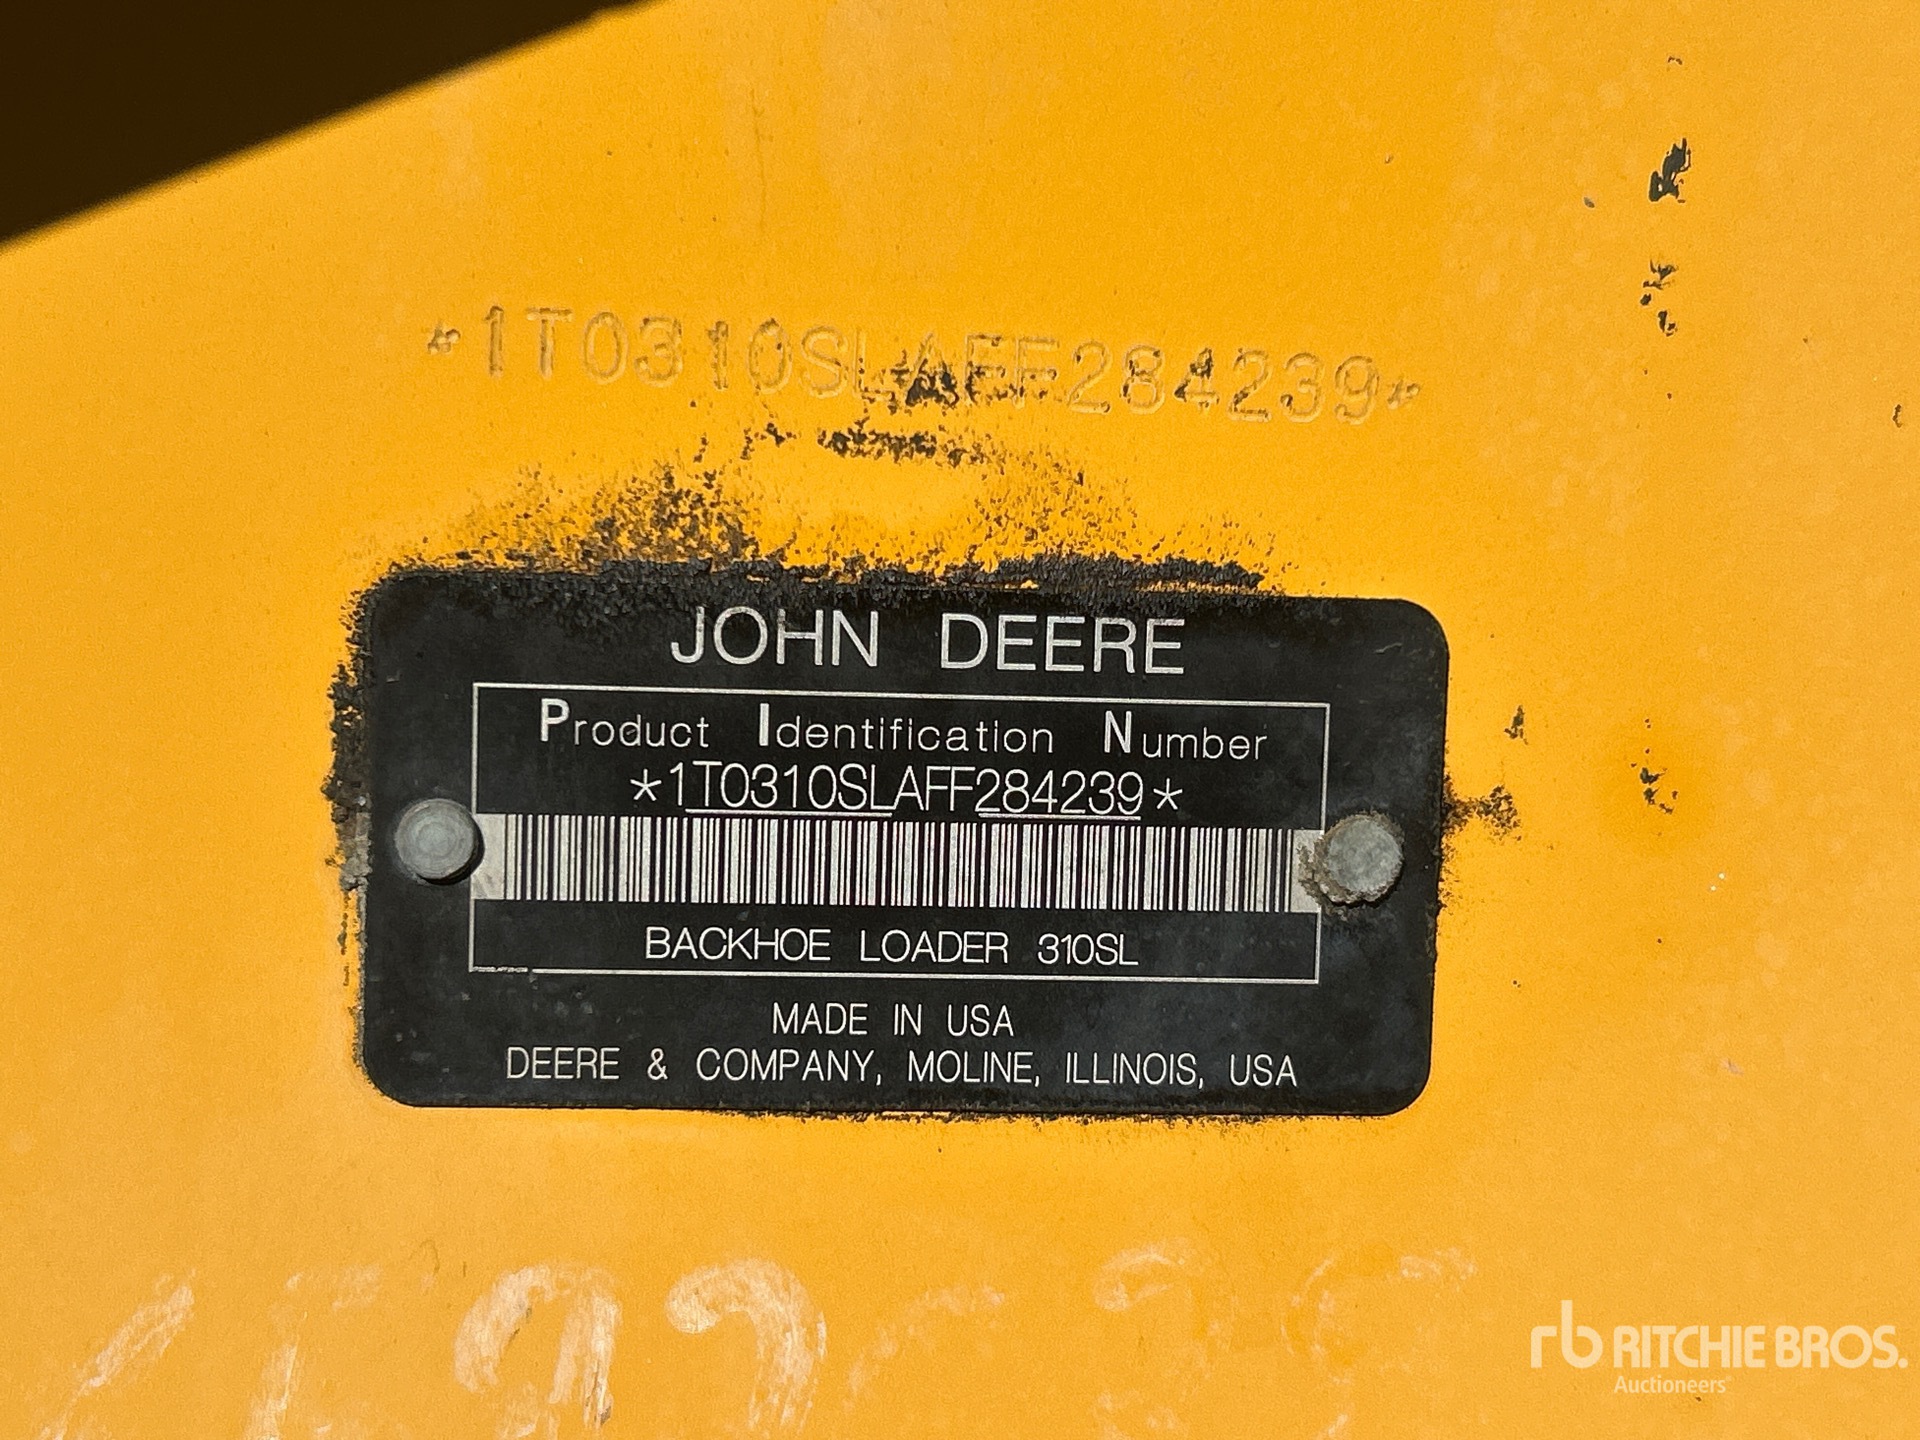 *1T0310SLAFF284239*
JOHN DEERE
Product Identification Number
*1T0310SLAFF284239*
BACKHOE LOADER 310SL
MADE IN USA
DEERE & COMPANY, MOLINE, ILLINOIS, USA
rb RITCHIE BROS.
Auctioneers